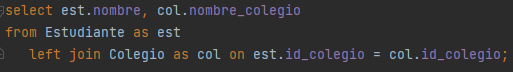 select est.nombre, col.nombre_colegio
from Estudiante as est
left join Colegio as col on est.id_colegio = col.id_colegio;